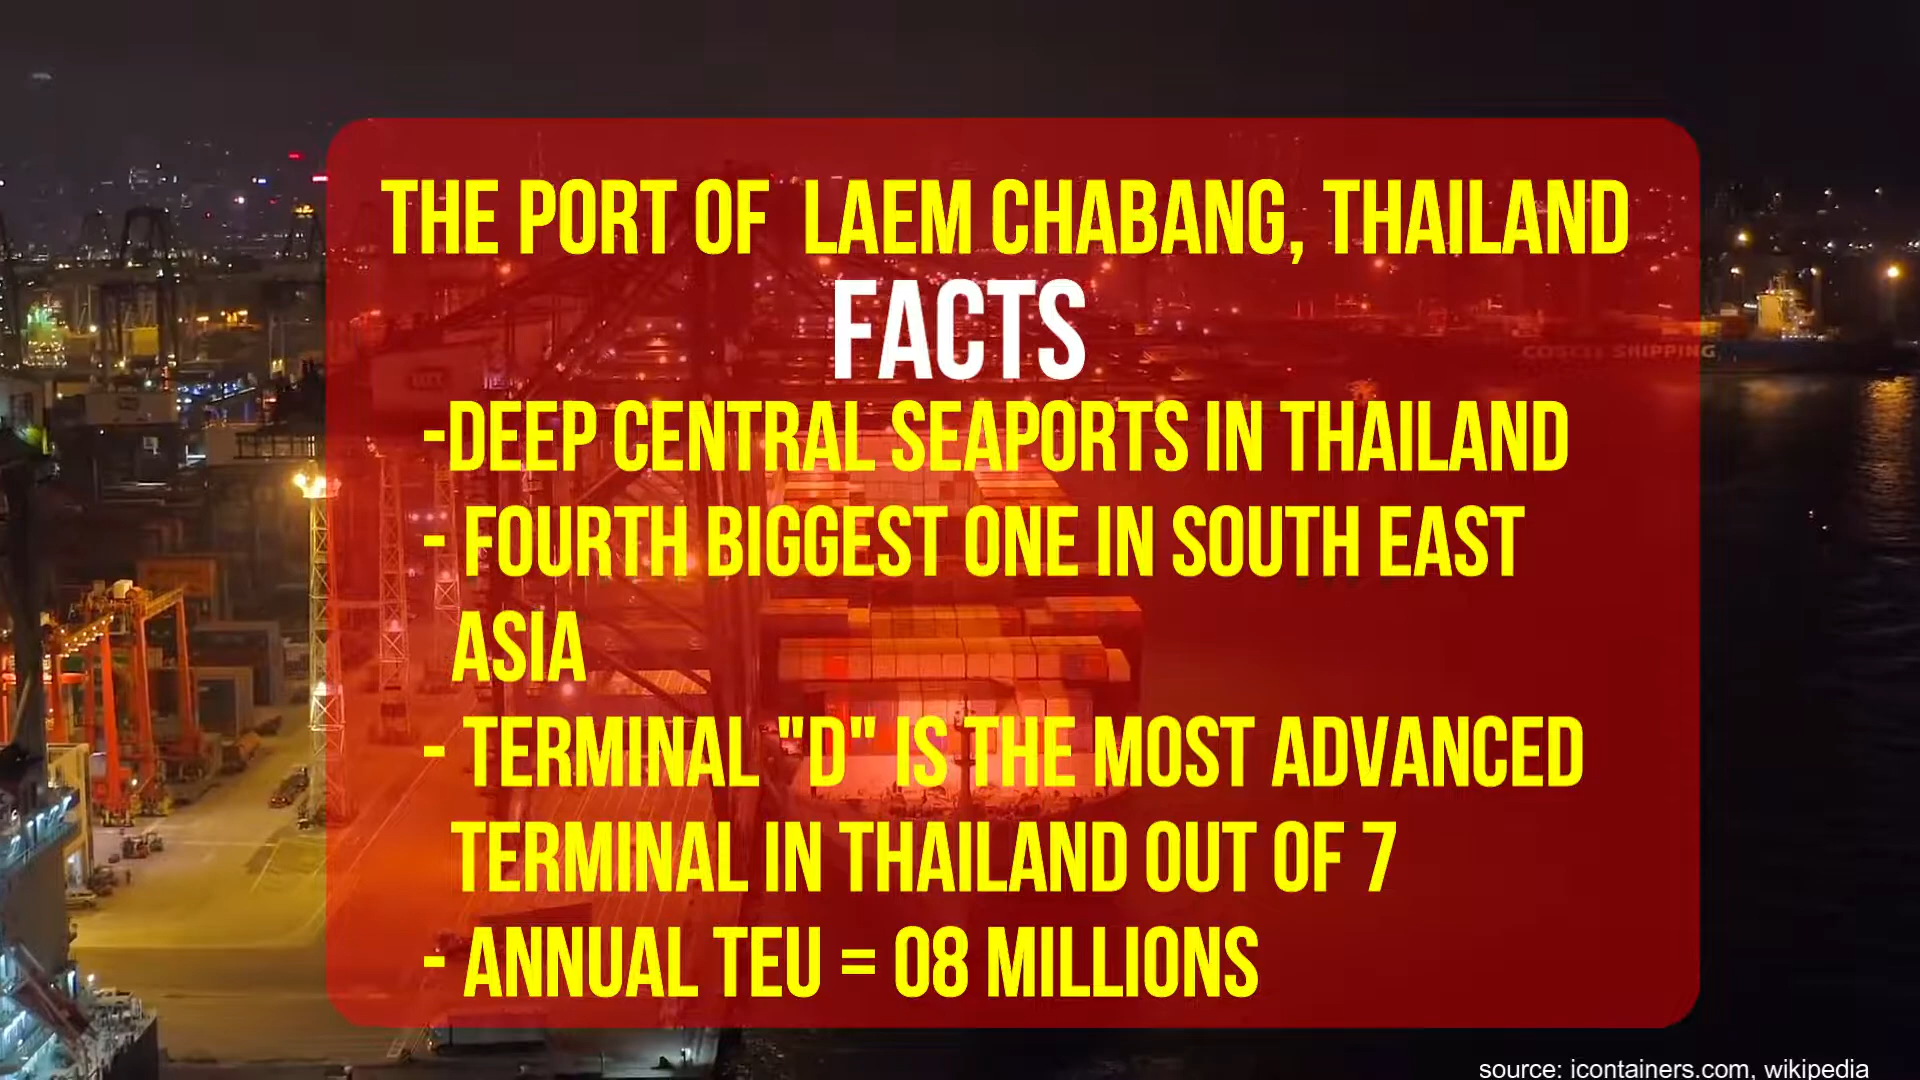 THE PORT OF LAEM CHABANG, THAILAND
FACTS
-DEEP CENTRAL SEAPORTS IN THAILAND
- FOURTH BIGGEST ONE IN SOUTH EAST
ASIA
- TERMINAL "D" IS THE MOST ADVANCED
TERMINAL IN THAILAND OUT OF 7
- ANNUAL TEU = 08 MILLIONS
COSCO SHIPPING
source: icontainers.com, wikipedia